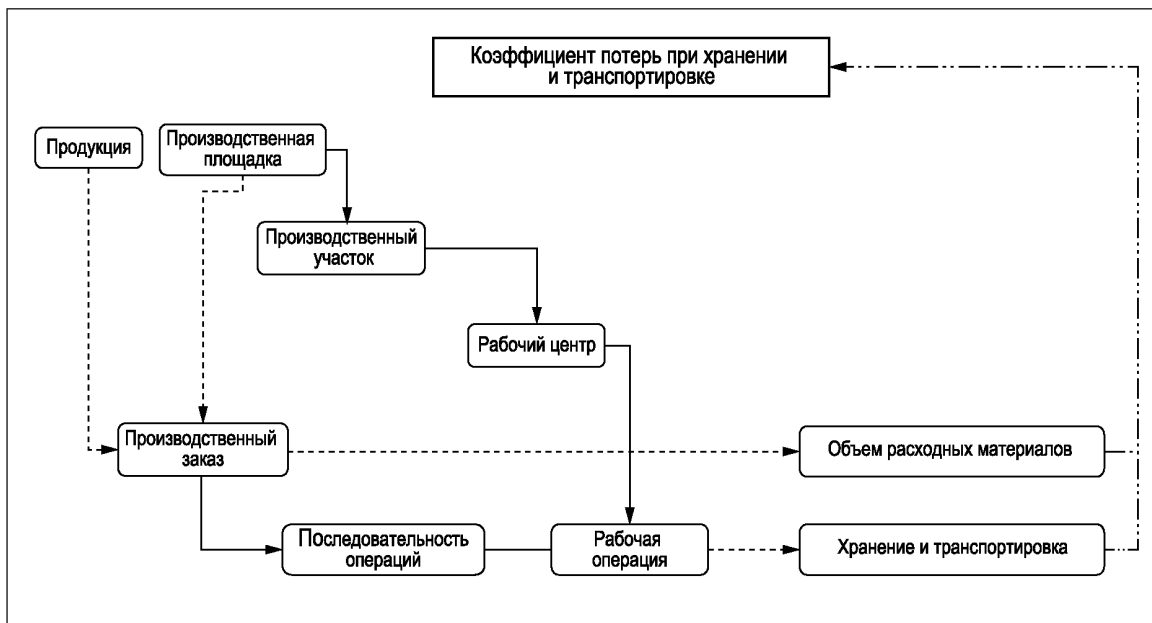 Коэффициент потерь при хранении
и транспортировке
Продукция
Производственная
площадка
Производственный
участок
Рабочий центр
Производственный
заказ
Объем расходных материалов
Последовательность
операций
Рабочая
операция
Хранение и транспортировка